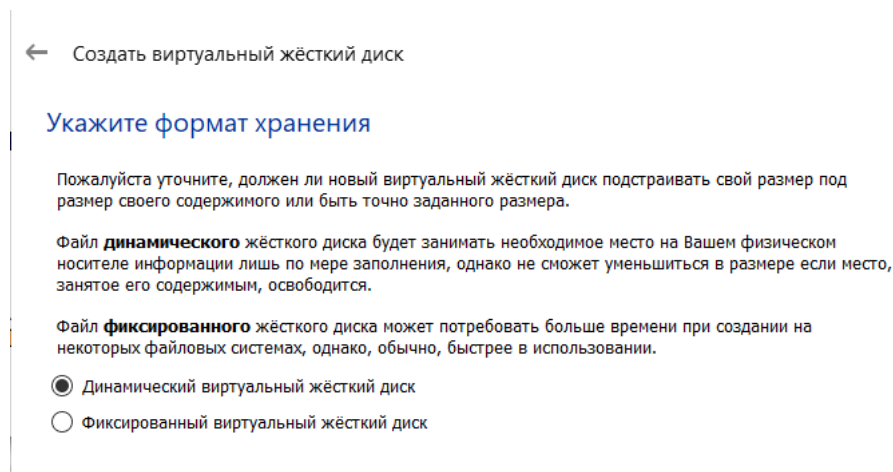 Создать виртуальный жёсткий диск
Укажите формат хранения
Пожалуйста уточните, должен ли новый виртуальный жёсткий диск подстраивать свой размер под
размер своего содержимого или быть точно заданного размера.
Файл динамического жёсткого диска будет занимать необходимое место на Вашем физическом
носителе информации лишь по мере заполнения, однако не сможет уменьшиться в размере если место,
занятое его содержимым, освободится.
Файл фиксированного жёсткого диска может потребовать больше времени при создании на
некоторых файловых системах, однако, обычно, быстрее в использовании.
Динамический виртуальный жёсткий диск
Фиксированный виртуальный жёсткий диск